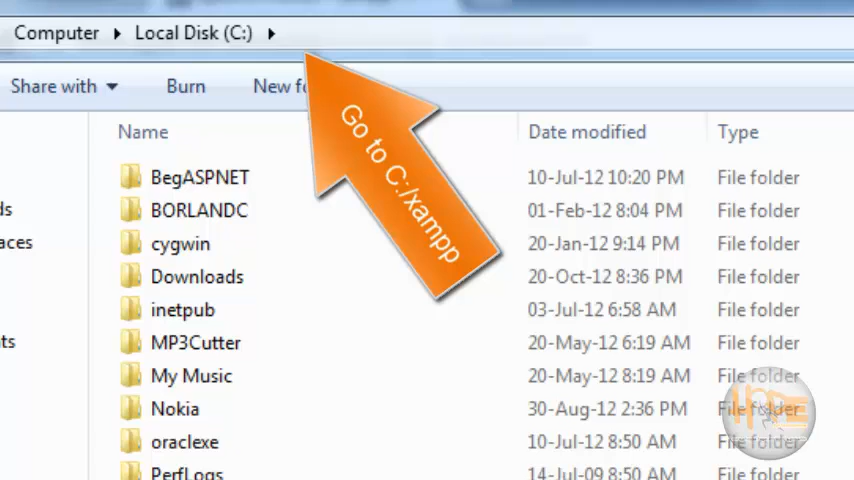 Computer ▸ Local Disk (C:) ▸
Share with Burn New fo
Go to C:/xampp
Name Date modified Type
BegASPNET 10-Jul-12 10:20 PM File folder
ds BORLANDC 01-Feb-12 8:04 PM File folder
aces cygwin 20-Jan-12 9:14 PM File folder
Downloads 20-Oct-12 8:36 PM File folder
inetpub 03-Jul-12 6:58 AM File folder
nts MP3Cutter 20-May-12 6:19 AM File folder
My Music 20-May-12 8:19 AM File folder
Nokia 30-Aug-12 2:36 PM File folder
oraclexe 10-Jul-12 8:50 AM File folder
PerfLogs 14-Jul-09 8:50 AM File folder